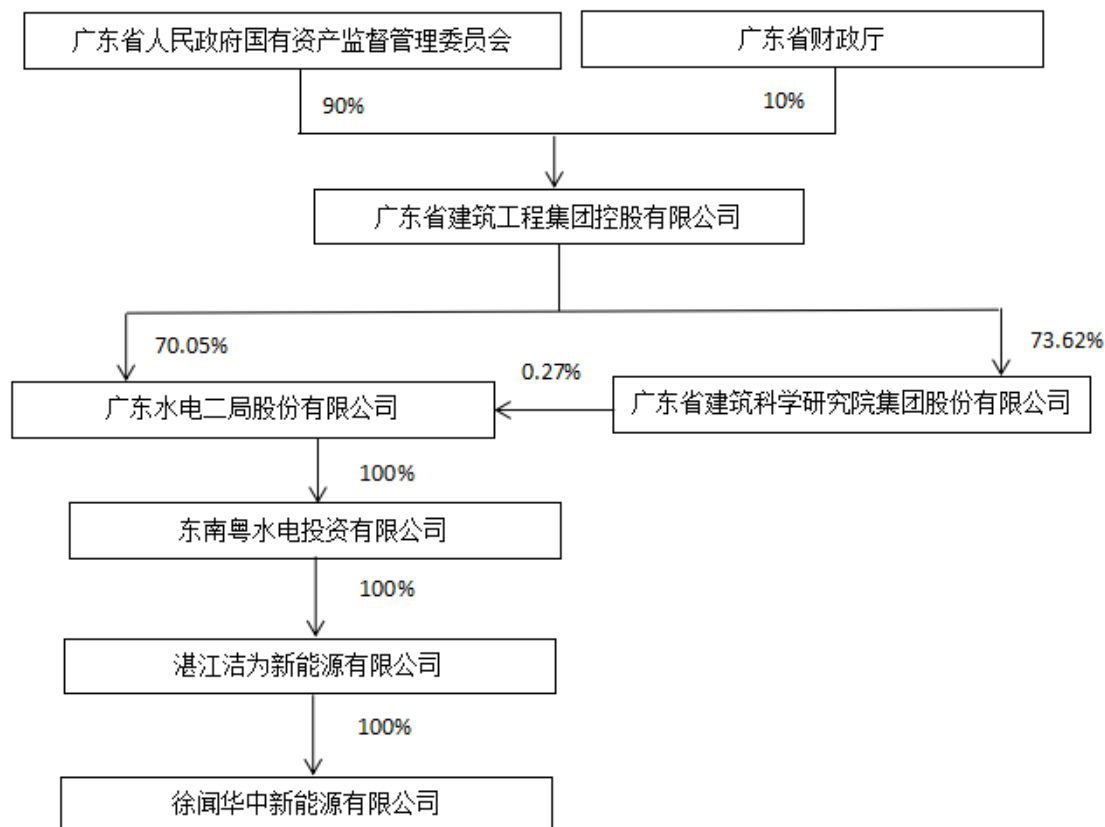 广东省人民政府国有资产监督管理委员会
广东省财政厅
90%
10%
广东省建筑工程集团控股有限公司
70.05%
73.62%
0.27%
广东水电二局股份有限公司
广东省建筑科学研究院集团股份有限公司
100%
东南粤水电投资有限公司
100%
湛江洁为新能源有限公司
100%
徐闻华中新能源有限公司